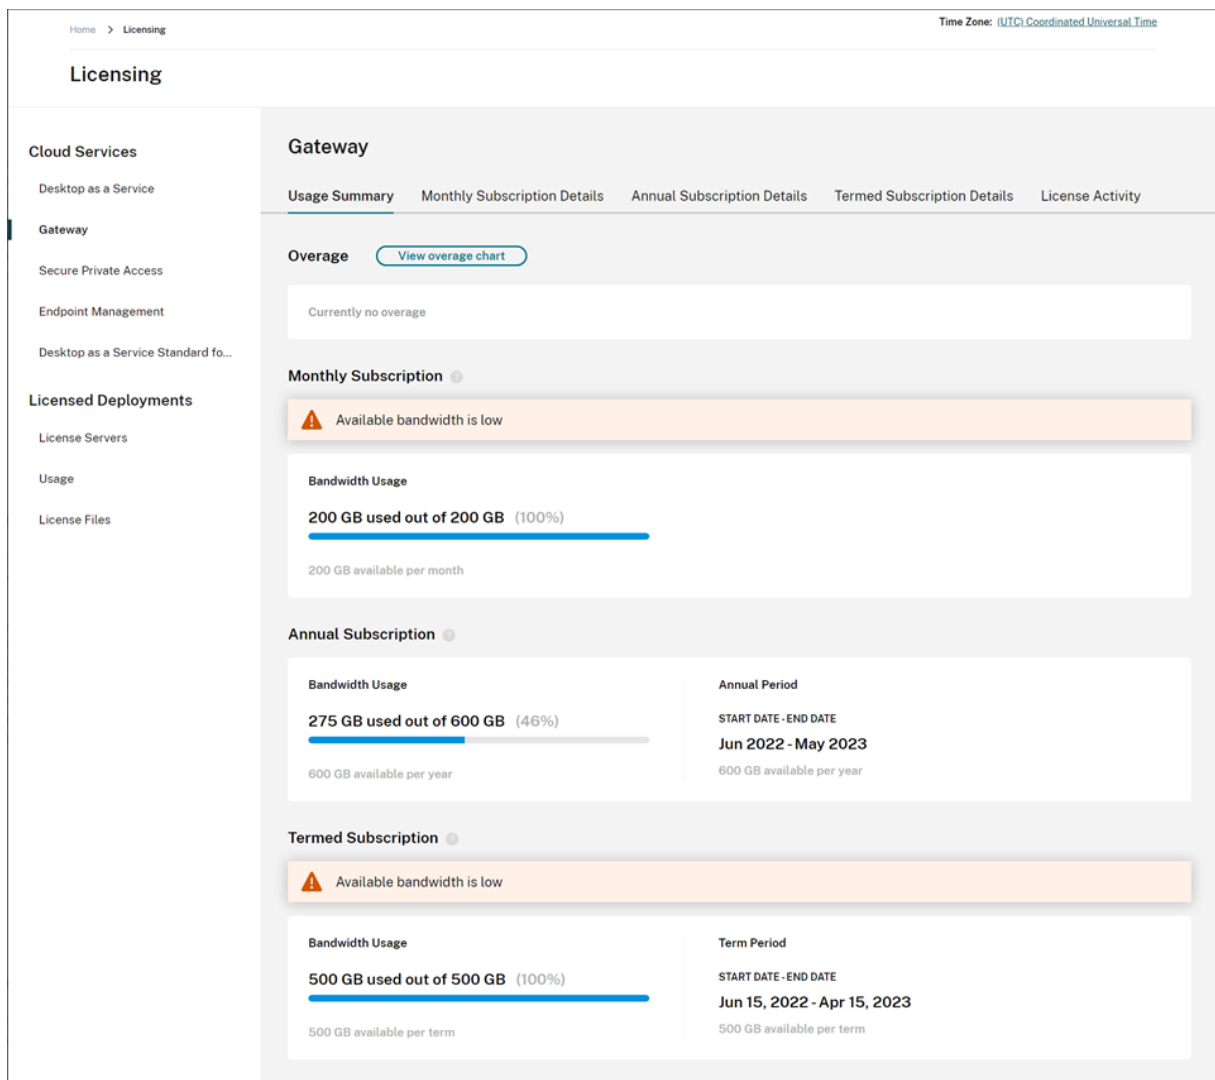 Home > Licensing
Time Zone: (UTC) Coordinated Universal Time
Licensing
Cloud Services
Desktop as a Service
Gateway
Secure Private Access
Endpoint Management
Desktop as a Service Standard fo...
Licensed Deployments
License Servers
Usage
License Files
Gateway
Usage Summary Monthly Subscription Details Annual Subscription Details Termed Subscription Details License Activity
Overage View overage chart
Currently no overage
Monthly Subscription ?
Available bandwidth is low
Bandwidth Usage
200 GB used out of 200 GB (100%)
200 GB available per month
Annual Subscription ?
Bandwidth Usage
275 GB used out of 600 GB (46%)
600 GB available per year
Annual Period
START DATE - END DATE
Jun 2022 - May 2023
600 GB available per year
Termed Subscription ?
Available bandwidth is low
Bandwidth Usage
500 GB used out of 500 GB (100%)
500 GB available per term
Term Period
START DATE - END DATE
Jun 15, 2022 - Apr 15, 2023
500 GB available per term